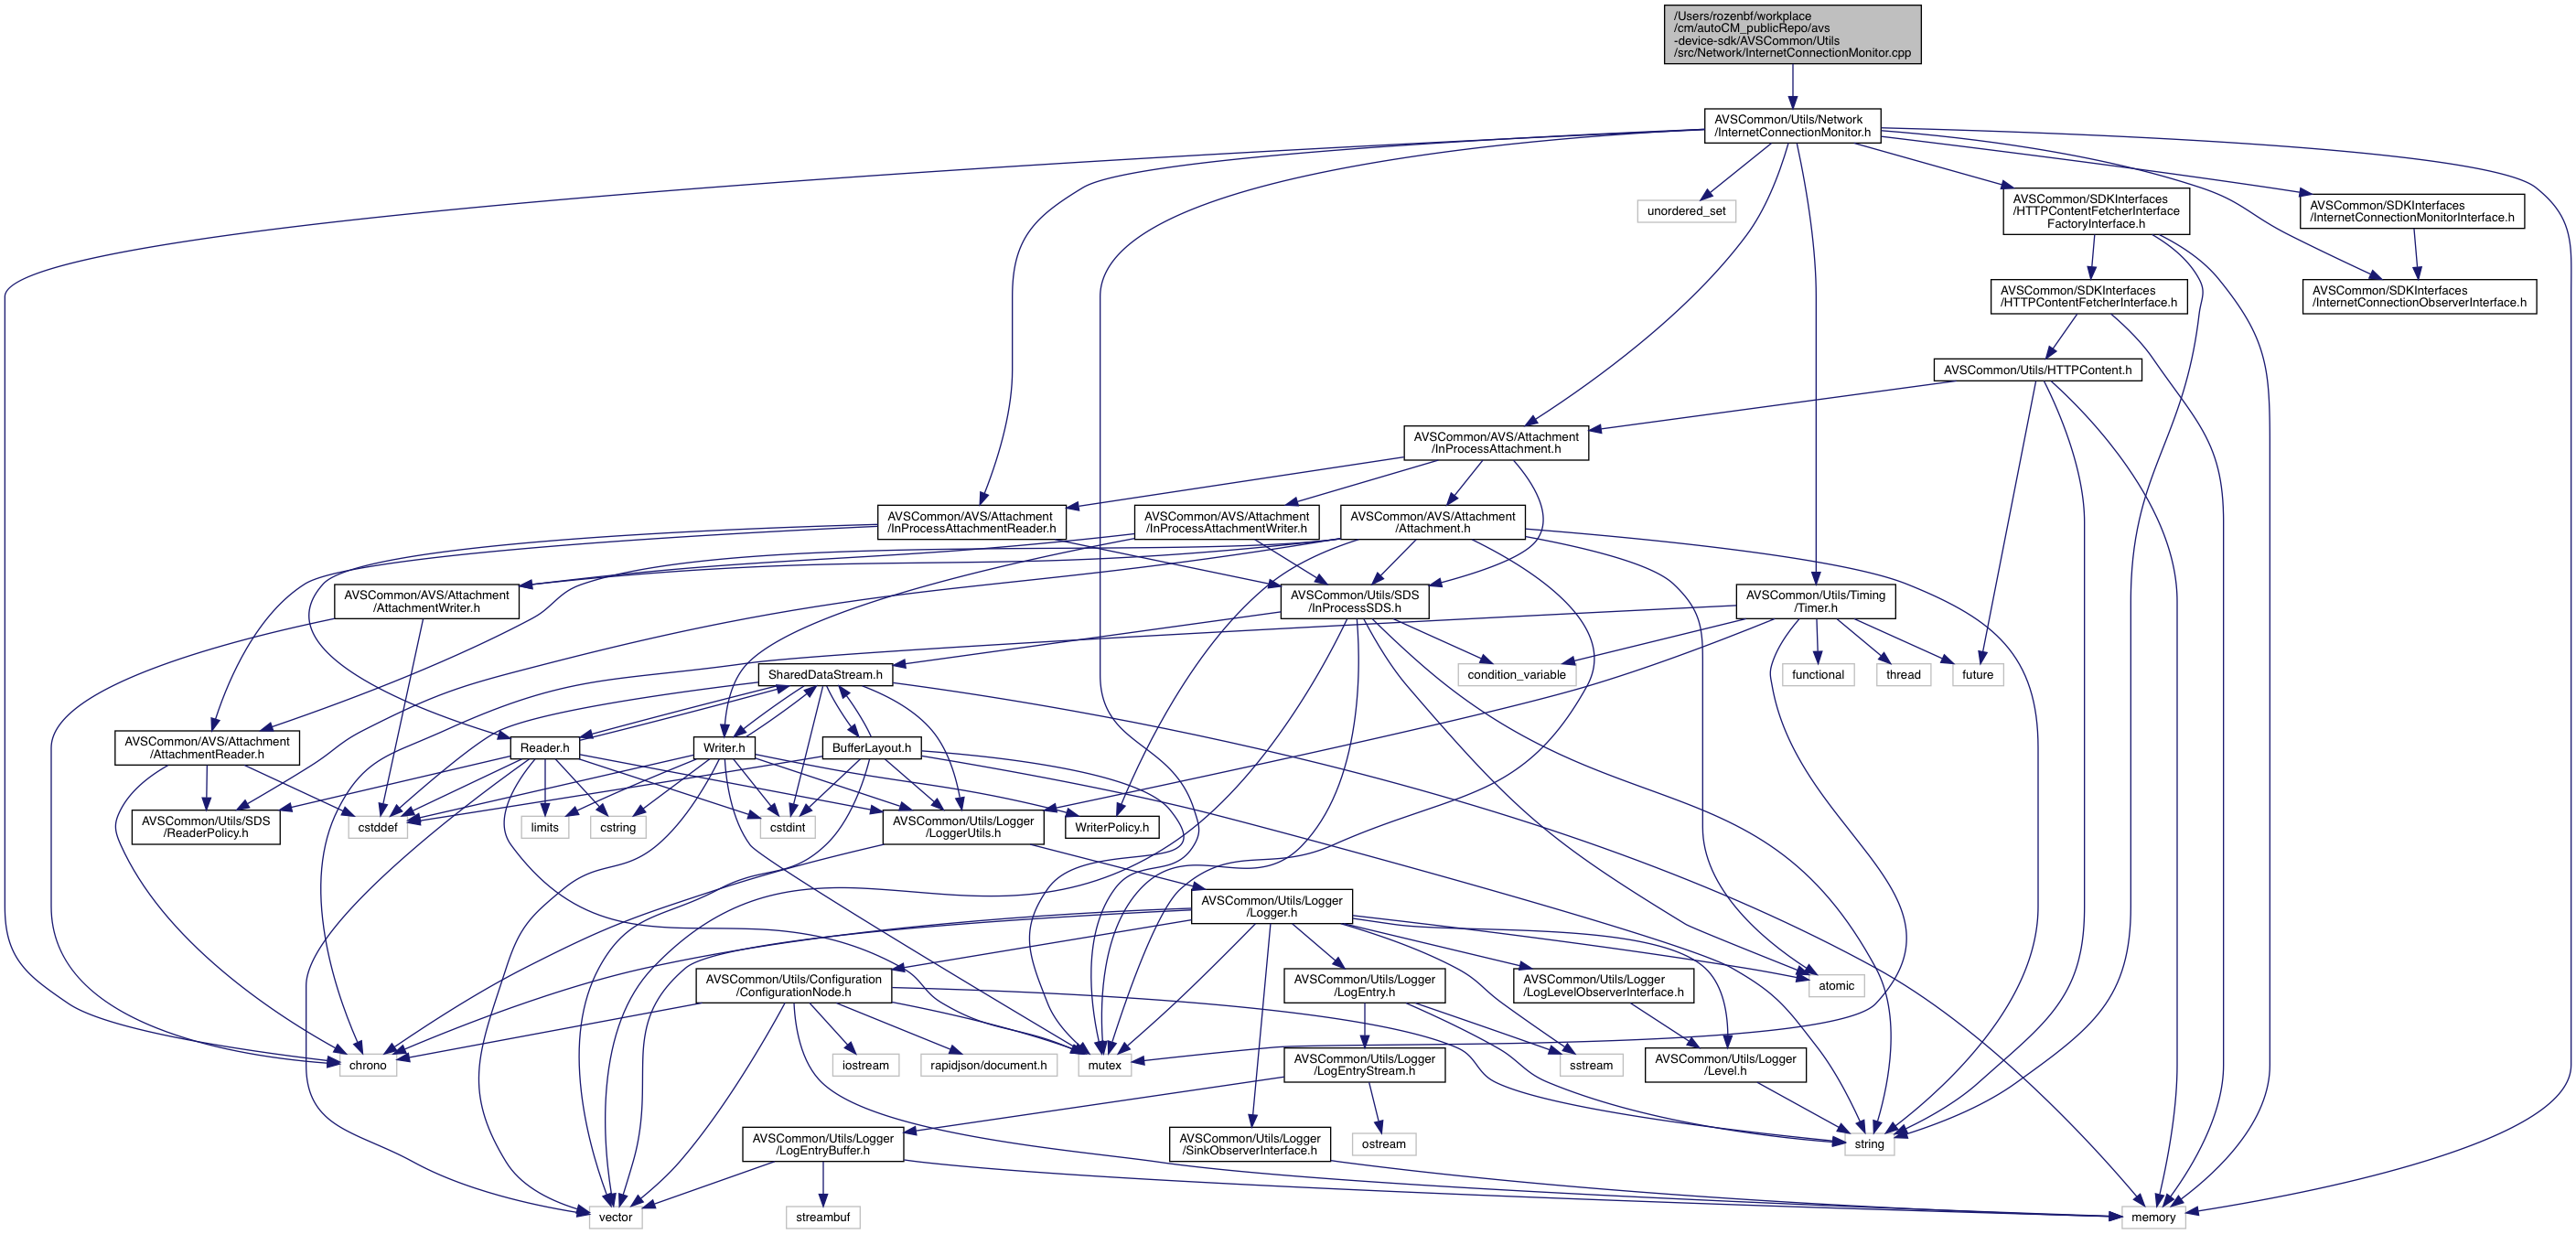 /Users/rozenbf/workplace
/cm/autoCM_publicRepo/avs
-device-sdk/AVSCommon/Utils
/src/Network/InternetConnectionMonitor.cpp
AVSCommon/Utils/Network
/InternetConnectionMonitor.h
unordered_set
AVSCommon/SDKInterfaces
/HTTPContentFetcherInterface
FactoryInterface.h
AVSCommon/SDKInterfaces
/InternetConnectionMonitorInterface.h
AVSCommon/SDKInterfaces
/HTTPContentFetcherInterface.h
AVSCommon/SDKInterfaces
/InternetConnectionObserverInterface.h
AVSCommon/Utils/HTTPContent.h
AVSCommon/AVS/Attachment
/InProcessAttachment.h
AVSCommon/AVS/Attachment
/InProcessAttachmentReader.h
AVSCommon/AVS/Attachment
/InProcessAttachmentWriter.h
AVSCommon/AVS/Attachment
/Attachment.h
AVSCommon/AVS/Attachment
/AttachmentWriter.h
AVSCommon/Utils/SDS
/InProcessSDS.h
AVSCommon/Utils/Timing
/Timer.h
SharedDataStream.h
condition_variable
functional
thread
future
AVSCommon/AVS/Attachment
/AttachmentReader.h
Reader.h
Writer.h
BufferLayout.h
AVSCommon/Utils/SDS
/ReaderPolicy.h
cstddef
limits
cstring
cstdint
AVSCommon/Utils/Logger
/LoggerUtils.h
WriterPolicy.h
AVSCommon/Utils/Logger
/Logger.h
AVSCommon/Utils/Configuration
/ConfigurationNode.h
AVSCommon/Utils/Logger
/LogEntry.h
AVSCommon/Utils/Logger
/LogLevelObserverInterface.h
atomic
chrono
iostream
rapidjson/document.h
mutex
AVSCommon/Utils/Logger
/LogEntryStream.h
sstream
AVSCommon/Utils/Logger
/Level.h
AVSCommon/Utils/Logger
/LogEntryBuffer.h
AVSCommon/Utils/Logger
/SinkObserverInterface.h
ostream
string
vector
streambuf
memory